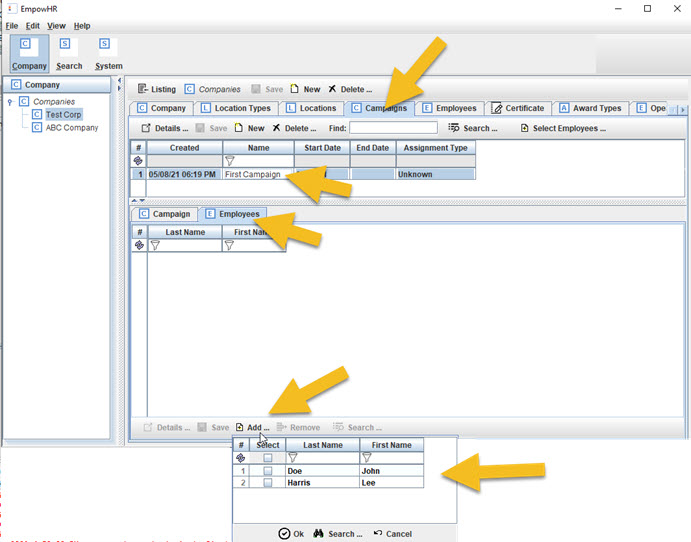 EmpowHR
File Edit View Help
C S S
Company Search System
C Company
Listing C Companies Save New Delete ...
C Companies
Test Corp
C ABC Company
C Company L Location Types L Locations C Campaigns E Employees Certificate A Award Types E Ope
Details ... Save New Delete ... Find: Search ... Select Employees ...
# Created Name Start Date End Date Assignment Type
1 05/08/21 06:19 PM First Campaign Unknown
C Campaign E Employees
# Last Name First Name
Details ... Save Add ... Remove Search ...
# Select Last Name First Name
1 Doe John
2 Harris Lee
Ok Search ... Cancel